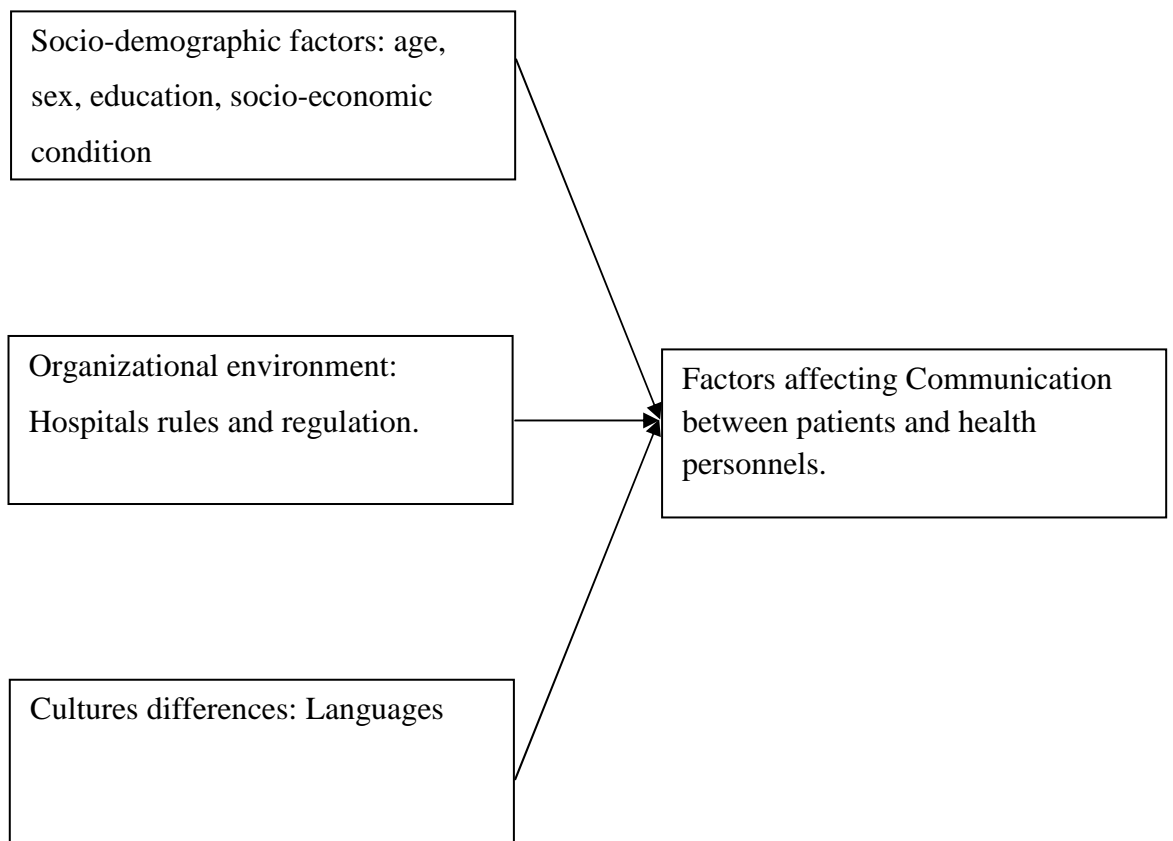 Socio-demographic factors: age,
sex, education, socio-economic
condition
Organizational environment:
Hospitals rules and regulation.
Factors affecting Communication
between patients and health
personnels.
Cultures differences: Languages